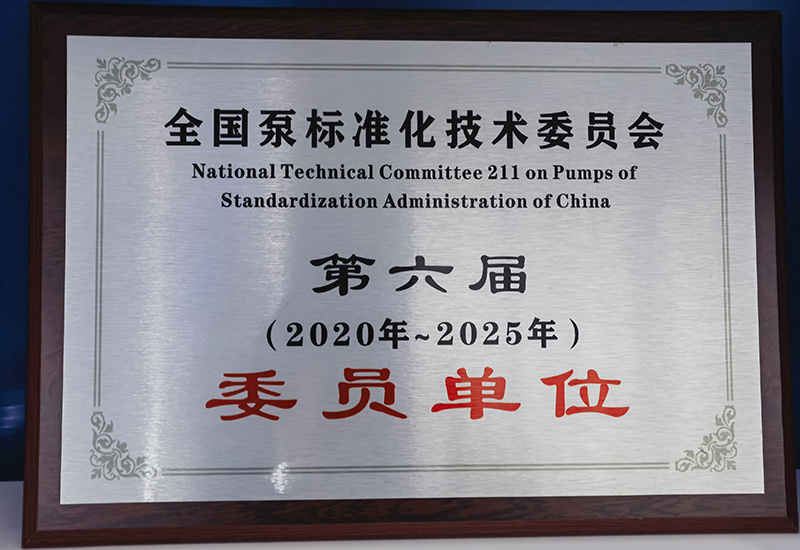 全国泵标准化技术委员会
National Technical Committee 211 on Pumps of
Standardization Administration of China
第六届
（2020年~2025年）
委员单位